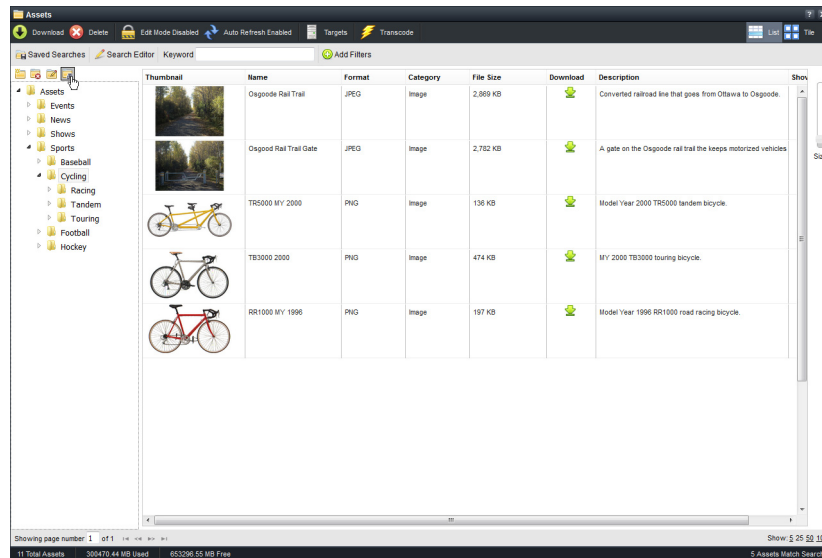 Assets
Download Delete Edit Mode Disabled Auto Refresh Enabled Targets Transcode List Tile
Saved Searches Search Editor Keyword Add Filters
Thumbnail Name Format Category File Size Download Description
Assets
Osgoode Rail Trail JPEG Image 2,869 KB Converted railroad line that goes from Ottawa to Osgoode.
Events
News
Shows
Sports
Osgood Rail Trail Gate JPEG Image 2,782 KB A gate on the Osgoode rail trail the keeps motorized vehicles
Baseball
Cycling
Racing
Tandem
TR5000 MY 2000 PNG Image 136 KB Model Year 2000 TR5000 tandem bicycle.
Touring
Football
Hockey
TB3000 2000 PNG Image 474 KB MY 2000 TB3000 touring bicycle.
RR1000 MY 1996 PNG Image 197 KB Model Year 1996 RR1000 road racing bicycle.
Showing page number 1 of 1 Show: 5 25 50
11 Total Assets 300470.44 MB Used 653296.55 MB Free 5 Assets Match Search